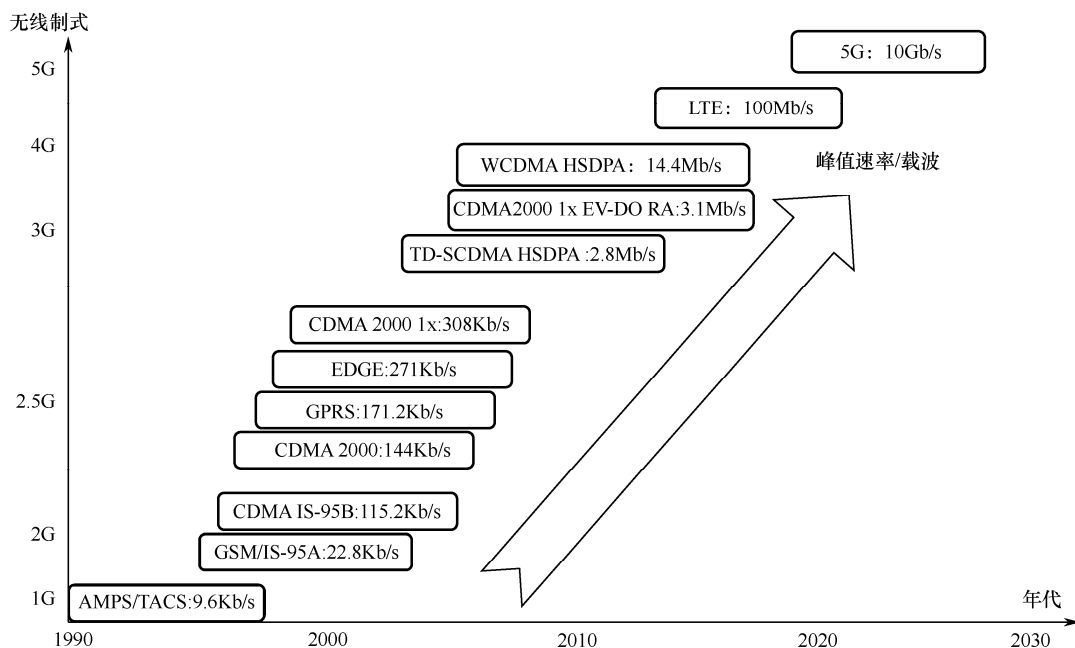 无线制式
5G
5G：10Gb/s
LTE：100Mb/s
4G
WCDMA HSDPA：14.4Mb/s
峰值速率/载波
CDMA2000 1x EV-DO RA:3.1Mb/s
3G
TD-SCDMA HSDPA :2.8Mb/s
CDMA 2000 1x:308Kb/s
EDGE:271Kb/s
2.5G
GPRS:171.2Kb/s
CDMA 2000:144Kb/s
CDMA IS-95B:115.2Kb/s
2G
GSM/IS-95A:22.8Kb/s
1G
AMPS/TACS:9.6Kb/s
年代
1990
2000
2010
2020
2030